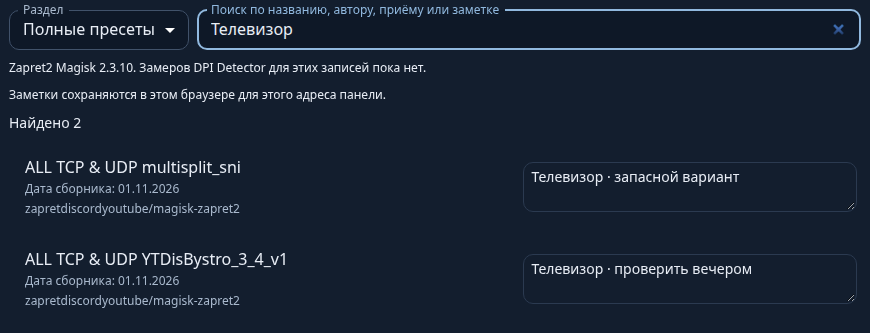 Раздел
Полные пресеты
Поиск по названию, автору, приёму или заметке
Телевизор
Zapret2 Magisk 2.3.10. Замеров DPI Detector для этих записей пока нет.
Заметки сохраняются в этом браузере для этого адреса панели.
Найдено 2
ALL TCP & UDP multisplit_sni
Дата сборника: 01.11.2026
zapretdiscordyoutube/magisk-zapret2
Телевизор · запасной вариант
ALL TCP & UDP YTDisBystro_3_4_v1
Дата сборника: 01.11.2026
zapretdiscordyoutube/magisk-zapret2
Телевизор · проверить вечером